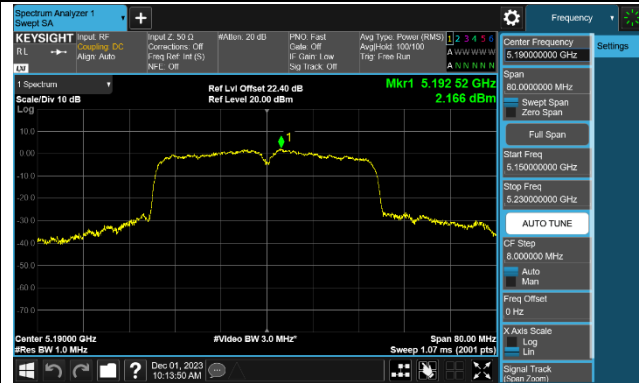 Spectrum Analyzer 1
Swept SA
Frequency
KEYSIGHT
RL
LXI
Input: RF
Coupling: DC
Align: Auto
Input Z: 50 Ω
Corrections: Off
Freq Ref: Int (S)
NFE: Off
#Atten: 20 dB
PNO: Fast
Gate: Off
IF Gain: Low
Sig Track: Off
Avg Type: Power (RMS)
Avg|Hold: 100/100
Trig: Free Run
1 2 3 4 5 6
A W W W W W
A N N N N N
1 Spectrum
Scale/Div 10 dB
Log
Ref Lvl Offset 22.40 dB
Ref Level 20.00 dBm
Mkr1 5.192 52 GHz
2.166 dBm
1
10.0
0.00
-10.0
-20.0
-30.0
-40.0
-50.0
-60.0
-70.0
Center 5.19000 GHz
#Res BW 1.0 MHz
#Video BW 3.0 MHz*
Span 80.00 MHz
Sweep 1.07 ms (2001 pts)
Dec 01, 2023
10:13:50 AM
Center Frequency
5.190000000 GHz
Span
80.0000000 MHz
Swept Span
Zero Span
Full Span
Start Freq
5.150000000 GHz
Stop Freq
5.230000000 GHz
AUTO TUNE
CF Step
8.000000 MHz
Auto
Man
Freq Offset
0 Hz
X Axis Scale
Log
Lin
Signal Track
(Span Zoom)
Settings